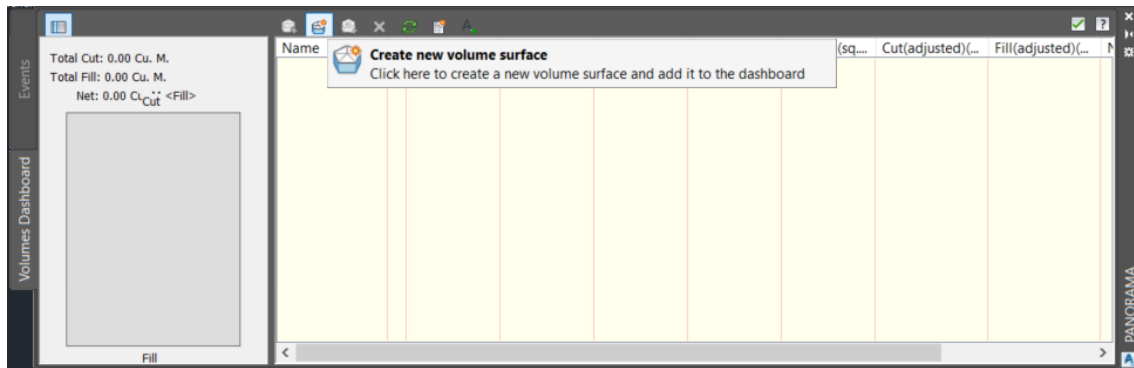 Events
Volumes Dashboard
Total Cut: 0.00 Cu. M.
Total Fill: 0.00 Cu. M.
Net: 0.00 Cu <Fill>
Cut
Fill
Name
(sq....
Cut(adjusted)(...
Fill(adjusted)(...
N
Create new volume surface
Click here to create a new volume surface and add it to the dashboard
PANORAMA